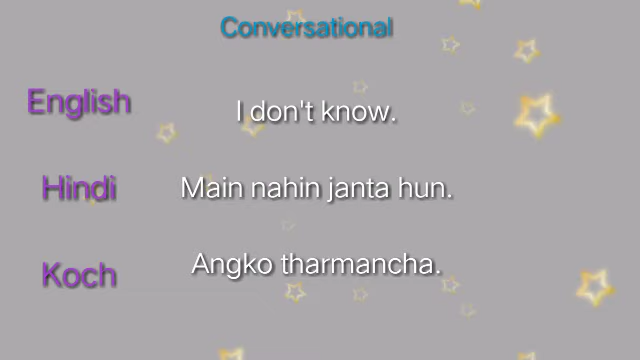 Conversational
English I don't know.
Hindi Main nahin janta hun.
Koch Angko tharmancha.